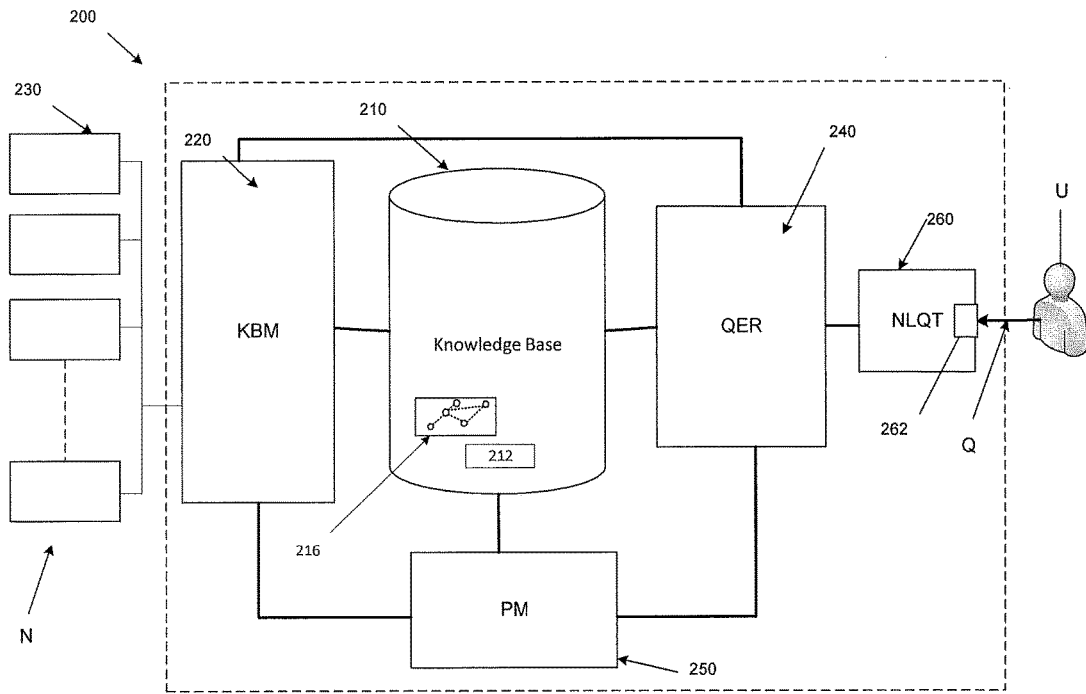 200
230
210
220
240
U
260
KBM
Knowledge Base
QER
NLQT
262
Q
212
216
PM
N
250